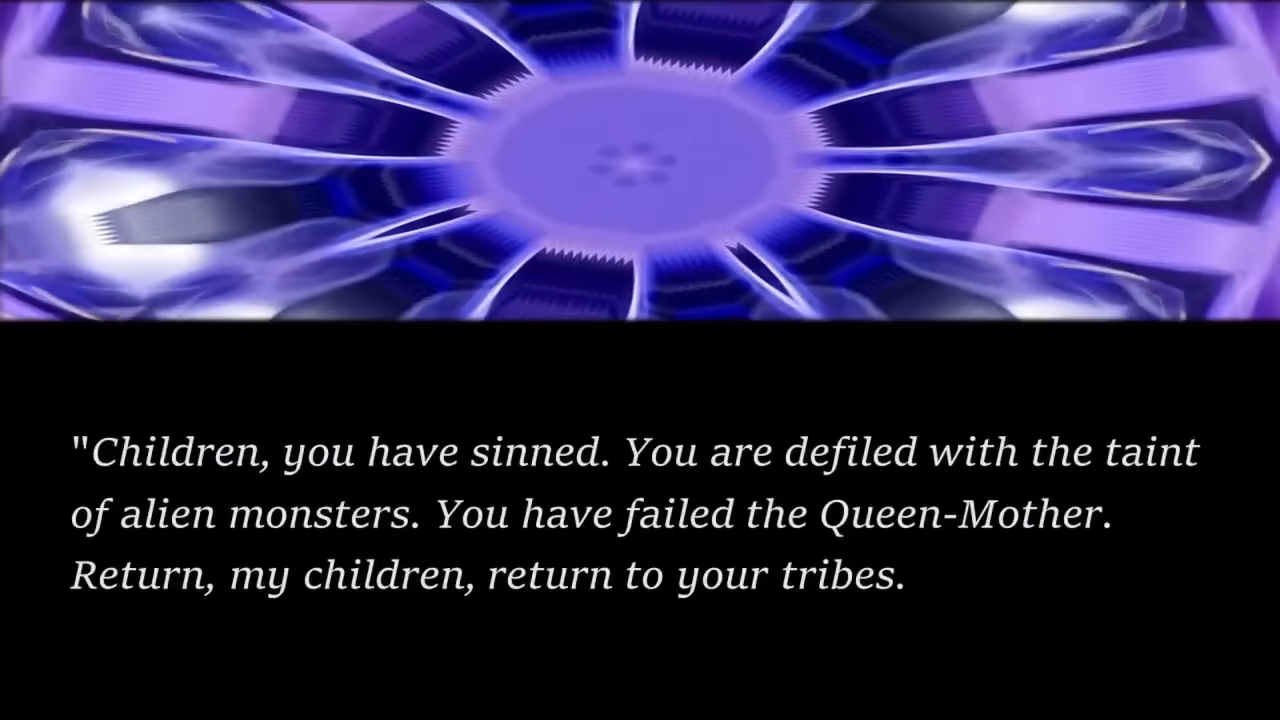 "Children, you have sinned. You are defiled with the taint
of alien monsters. You have failed the Queen-Mother.
Return, my children, return to your tribes.